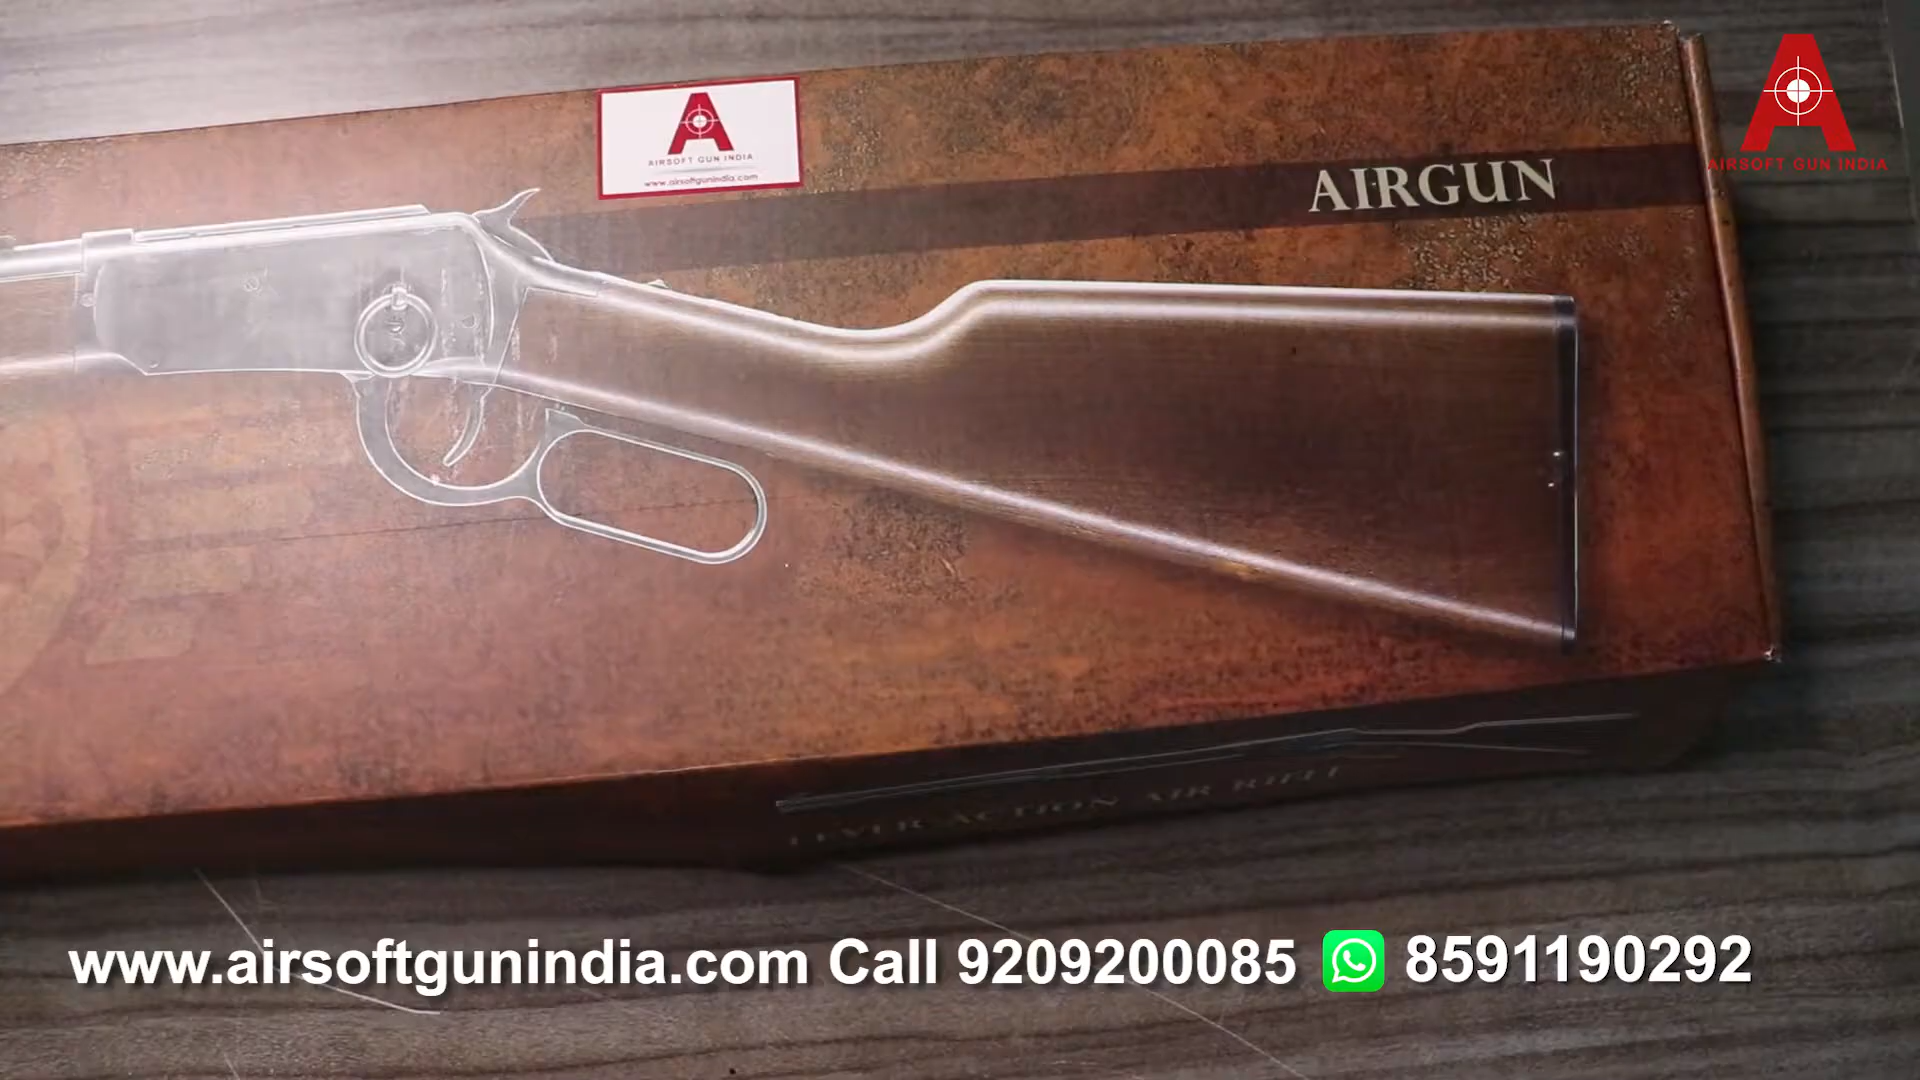 AIRSOFT GUN INDIA
www.airsoftgunindia.com
AIRGUN
AIRSOFT GUN INDIA
LEVER ACTION AIR RIFLE
www.airsoftgunindia.com Call 9209200085 8591190292